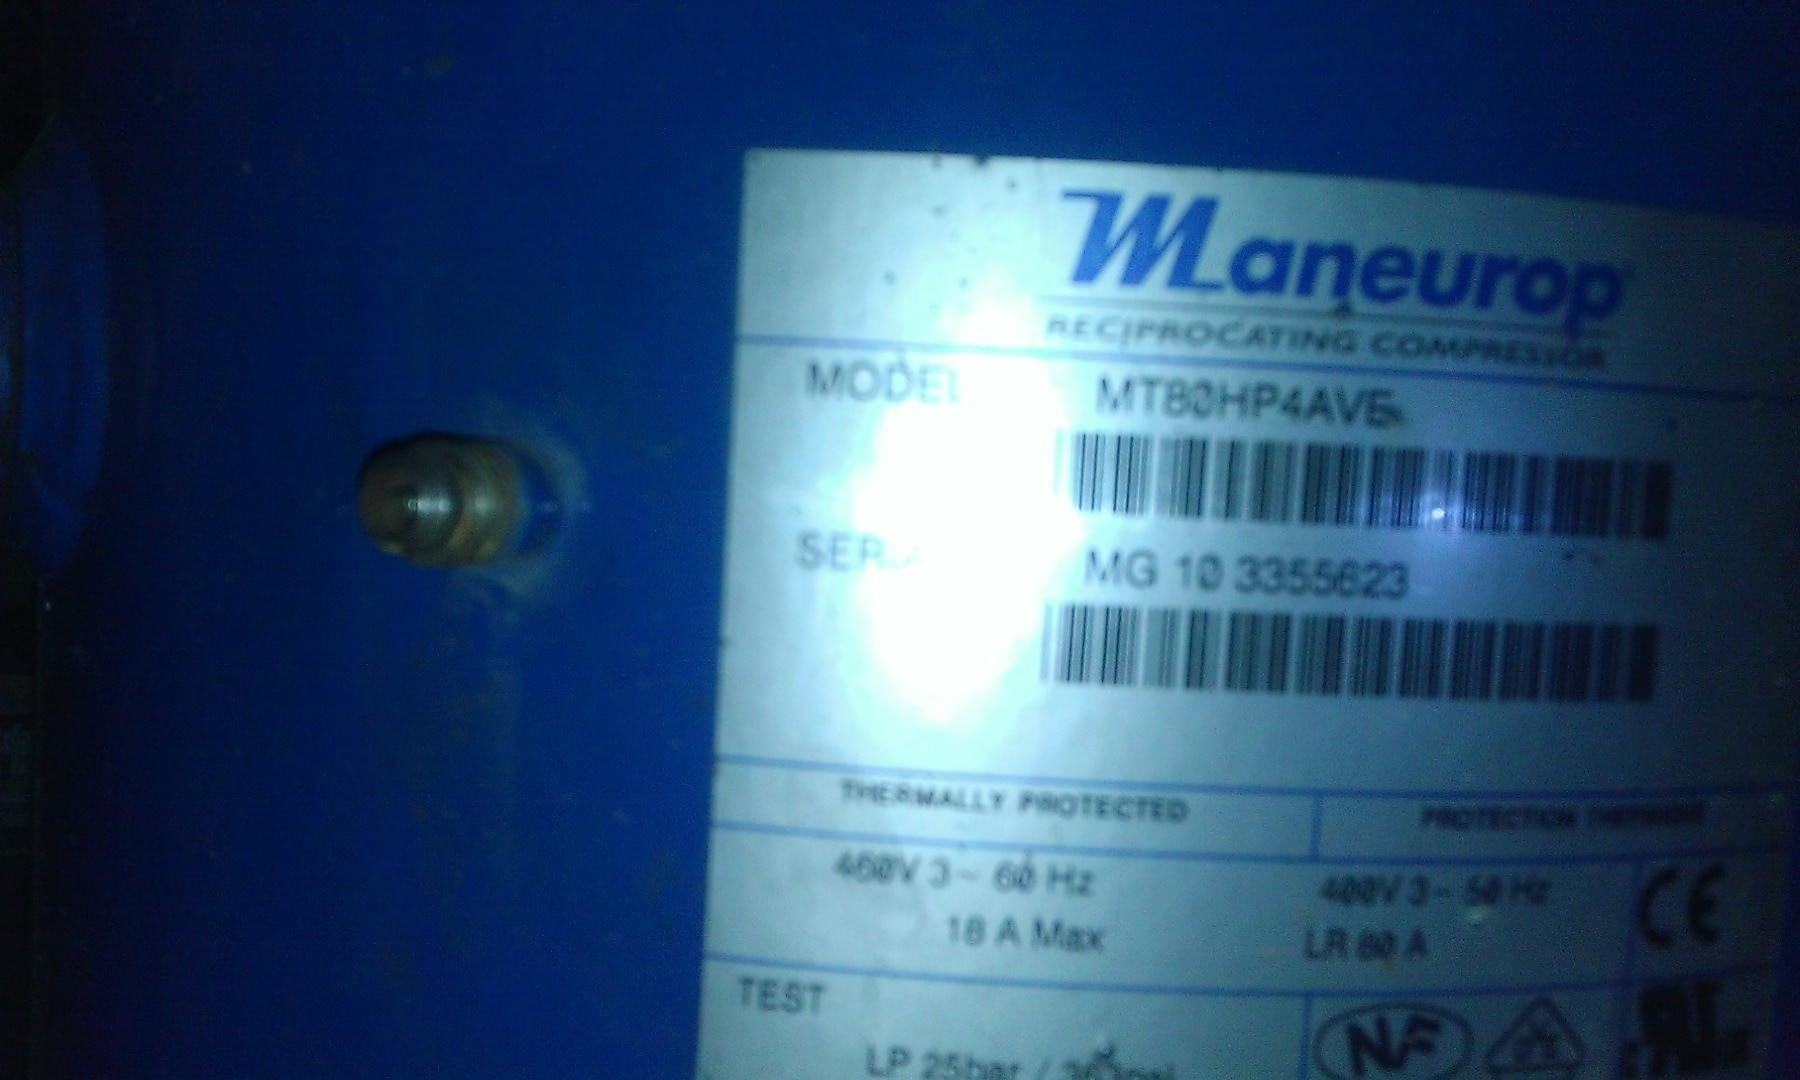 Maneurop
RECIPROCATING COMPRESSOR
MODEL MT80HP4AVE
MG 10 3355623
THERMALLY PROTECTED PROTECTION
460V 3 ~ 60 Hz 400V 3 ~ 50 Hz
18 A Max LR 80 A
CE
TEST
NF
LP 25bar /